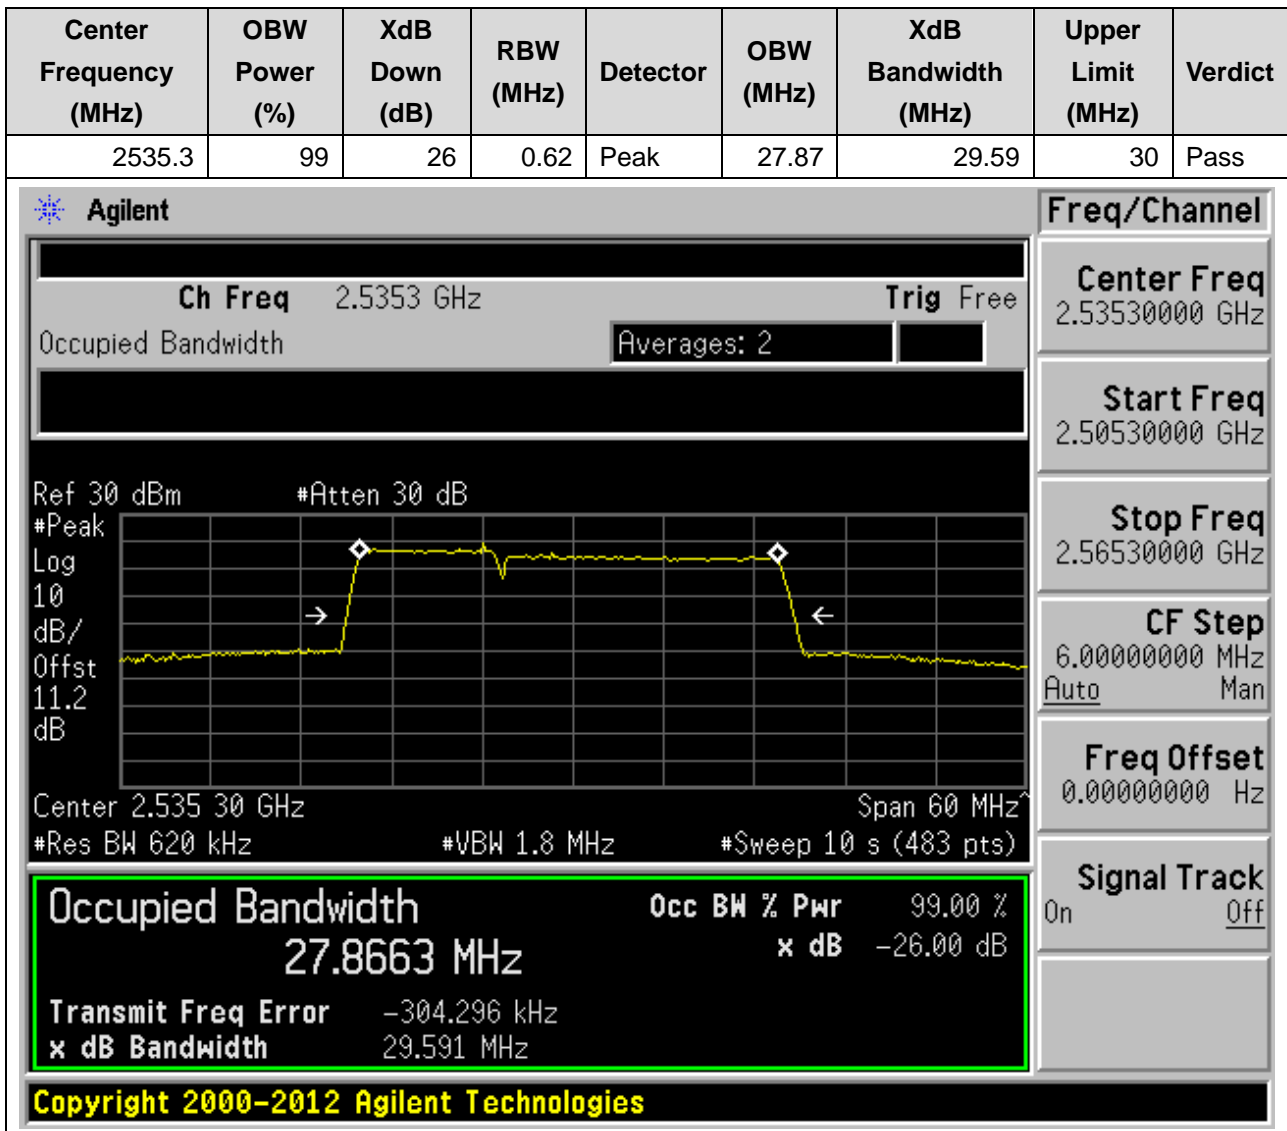 Center Frequency (MHz) OBW Power (%) XdB Down (dB) RBW (MHz) Detector OBW (MHz) XdB Bandwidth (MHz) Upper Limit (MHz) Verdict
2535.3 99 26 0.62 Peak 27.87 29.59 30 Pass
Agilent
Freq/Channel
Ch Freq 2.5353 GHz Trig Free
Occupied Bandwidth Averages: 2
Center Freq
2.53530000 GHz
Start Freq
2.50530000 GHz
Stop Freq
2.56530000 GHz
CF Step
6.00000000 MHz
Auto Man
Freq Offset
0.00000000 Hz
Signal Track
On Off
Ref 30 dBm #Atten 30 dB
#Peak
Log
10
dB/
Offst
11.2
dB
Center 2.535 30 GHz Span 60 MHz^
#Res BW 620 kHz #VBW 1.8 MHz #Sweep 10 s (483 pts)
Occupied Bandwidth Occ BW % Pwr 99.00 %
27.8663 MHz x dB -26.00 dB
Transmit Freq Error -304.296 kHz
x dB Bandwidth 29.591 MHz
Copyright 2000-2012 Agilent Technologies